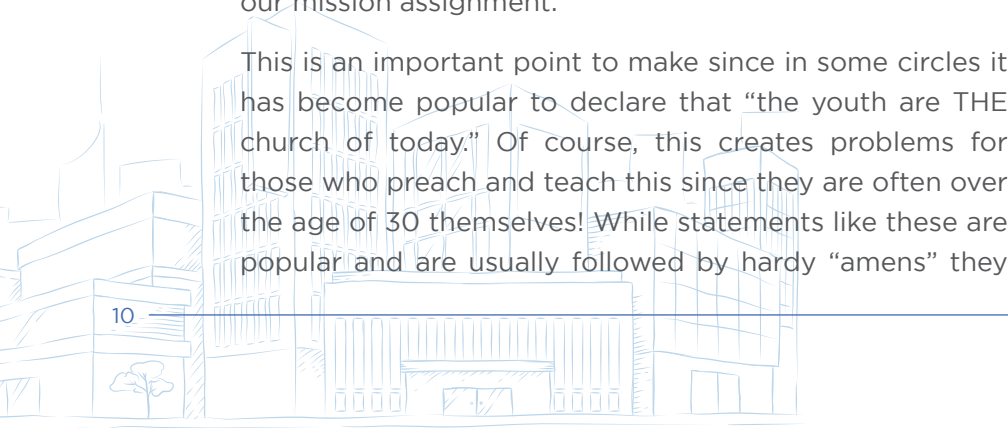 our mission assignment.
This is an important point to make since in some circles it
has become popular to declare that “the youth are THE
church of today.” Of course, this creates problems for
those who preach and teach this since they are often over
the age of 30 themselves! While statements like these are
popular and are usually followed by hardy “amens” they
10